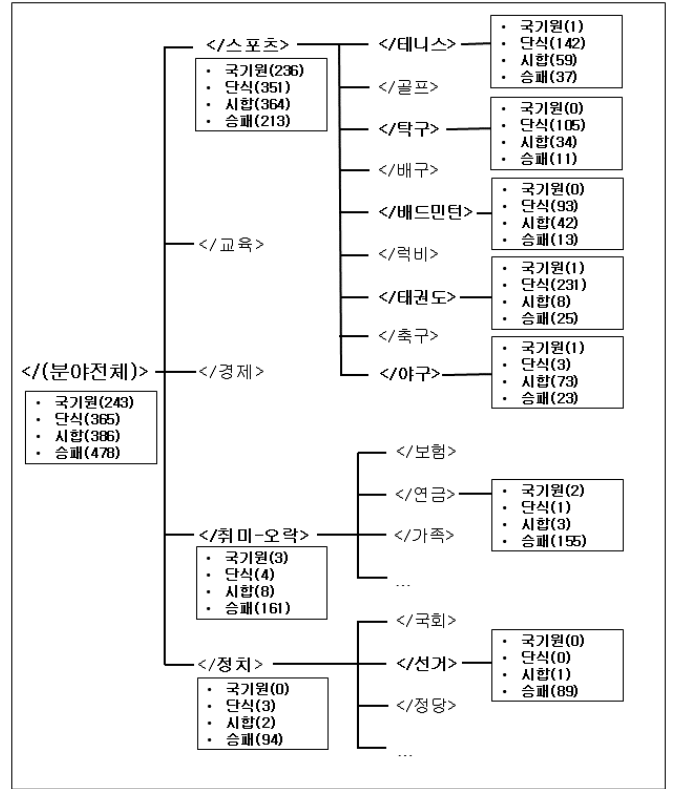 </(분야전체)>
· 국기원(243)
· 단식(365)
· 시합(386)
· 승패(478)
</스포츠>
· 국기원(236)
· 단식(351)
· 시합(364)
· 승패(213)
</테니스>
· 국기원(1)
· 단식(142)
· 시합(59)
· 승패(37)
</골프>
</탁구>
· 국기원(0)
· 단식(105)
· 시합(34)
· 승패(11)
</배구>
</배드민턴>
· 국기원(0)
· 단식(93)
· 시합(42)
· 승패(13)
</럭비>
</태권도>
· 국기원(1)
· 단식(231)
· 시합(8)
· 승패(25)
</축구>
</야구>
· 국기원(1)
· 단식(3)
· 시합(73)
· 승패(23)
</교육>
</경제>
</취미-오락>
· 국기원(3)
· 단식(4)
· 시합(8)
· 승패(161)
</보험>
</연금>
· 국기원(2)
· 단식(1)
· 시합(3)
· 승패(155)
</가족>
...
</정치>
· 국기원(0)
· 단식(3)
· 시합(2)
· 승패(94)
</국회>
</선거>
· 국기원(0)
· 단식(0)
· 시합(1)
· 승패(89)
</정당>
...